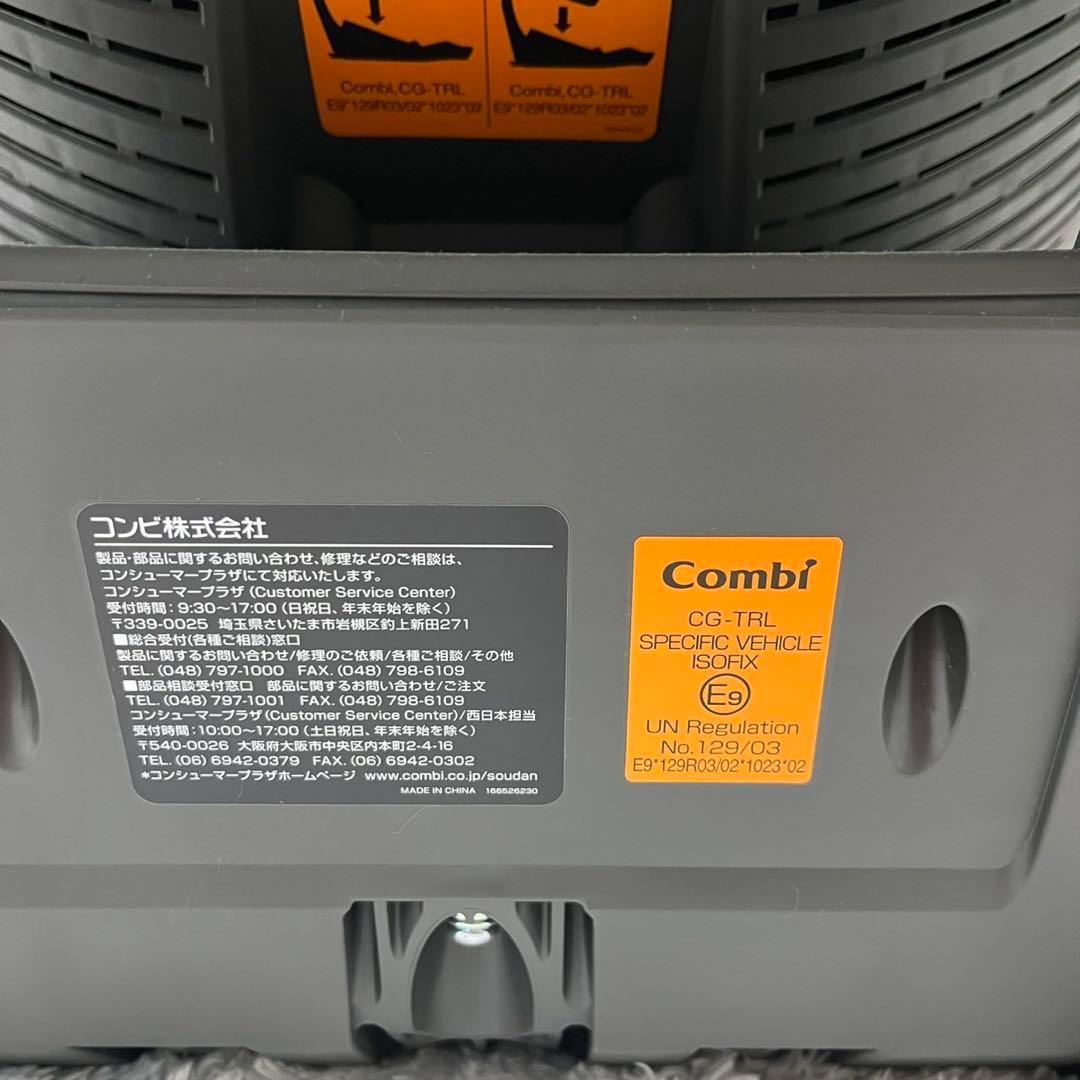 Combi, CG-TRL
E9*129R03/02*1023*02
Combi, CG-TRL
E9*129R03/02*1023*02
コンビ株式会社
製品・部品に関するお問い合わせ、修理などのご相談は、
コンシューマープラザにて対応いたします。
コンシューマープラザ (Customer Service Center)
受付時間：9:30～17:00（日祝日、年末年始を除く）
〒339-0025 埼玉県さいたま市岩槻区釣上新田271
■総合受付(各種ご相談)窓口
製品に関するお問い合わせ/修理のご依頼/各種ご相談/その他
TEL. (048) 797-1000 FAX. (048) 798-6109
■部品相談受付窓口 部品に関するお問い合わせ/ご注文
TEL. (048) 797-1001 FAX. (048) 798-6109
コンシューマープラザ(Customer Service Center)/西日本担当
受付時間：10:00～17:00（土日祝日、年末年始を除く）
〒540-0026 大阪府大阪市中央区内本町2-4-16
TEL. (06) 6942-0379 FAX. (06) 6942-0302
*コンシューマープラザホームページ www.combi.co.jp/soudan
MADE IN CHINA 166526230
Combi
CG-TRL
SPECIFIC VEHICLE
ISOFIX
E9
UN Regulation
No.129/03
E9*129R03/02*1023*02